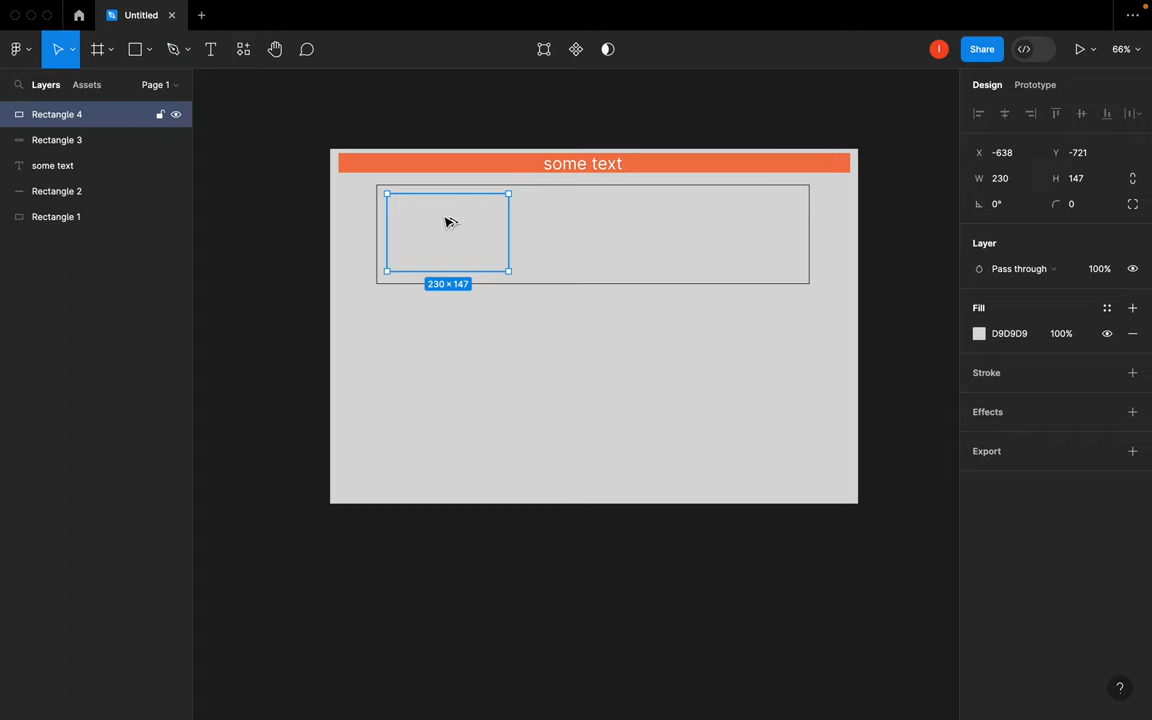 Untitled
Share
66%
Layers
Assets
Page 1
Design
Prototype
Rectangle 4
Rectangle 3
some text
Rectangle 2
Rectangle 1
some text
230 × 147
X -638 Y -721
W 230 H 147
0° 0
Layer
Pass through 100%
Fill
D9D9D9 100%
Stroke
Effects
Export
I
T
?